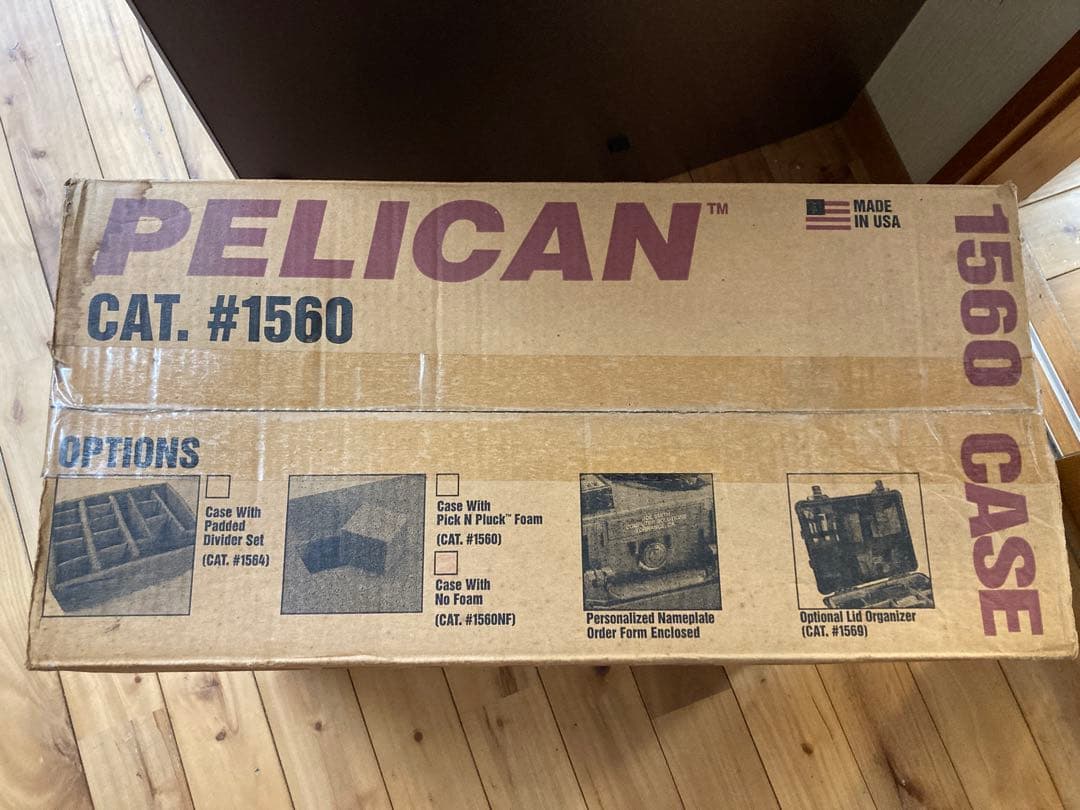 PELICAN™
MADE
IN USA
CAT. #1560
1560 CASE
OPTIONS
Case With
Padded
Divider Set
(CAT. #1564)
Case With
Pick N Pluck™ Foam
(CAT. #1560)
Case With
No Foam
(CAT. #1560NF)
Personalized Nameplate
Order Form Enclosed
Optional Lid Organizer
(CAT. #1569)